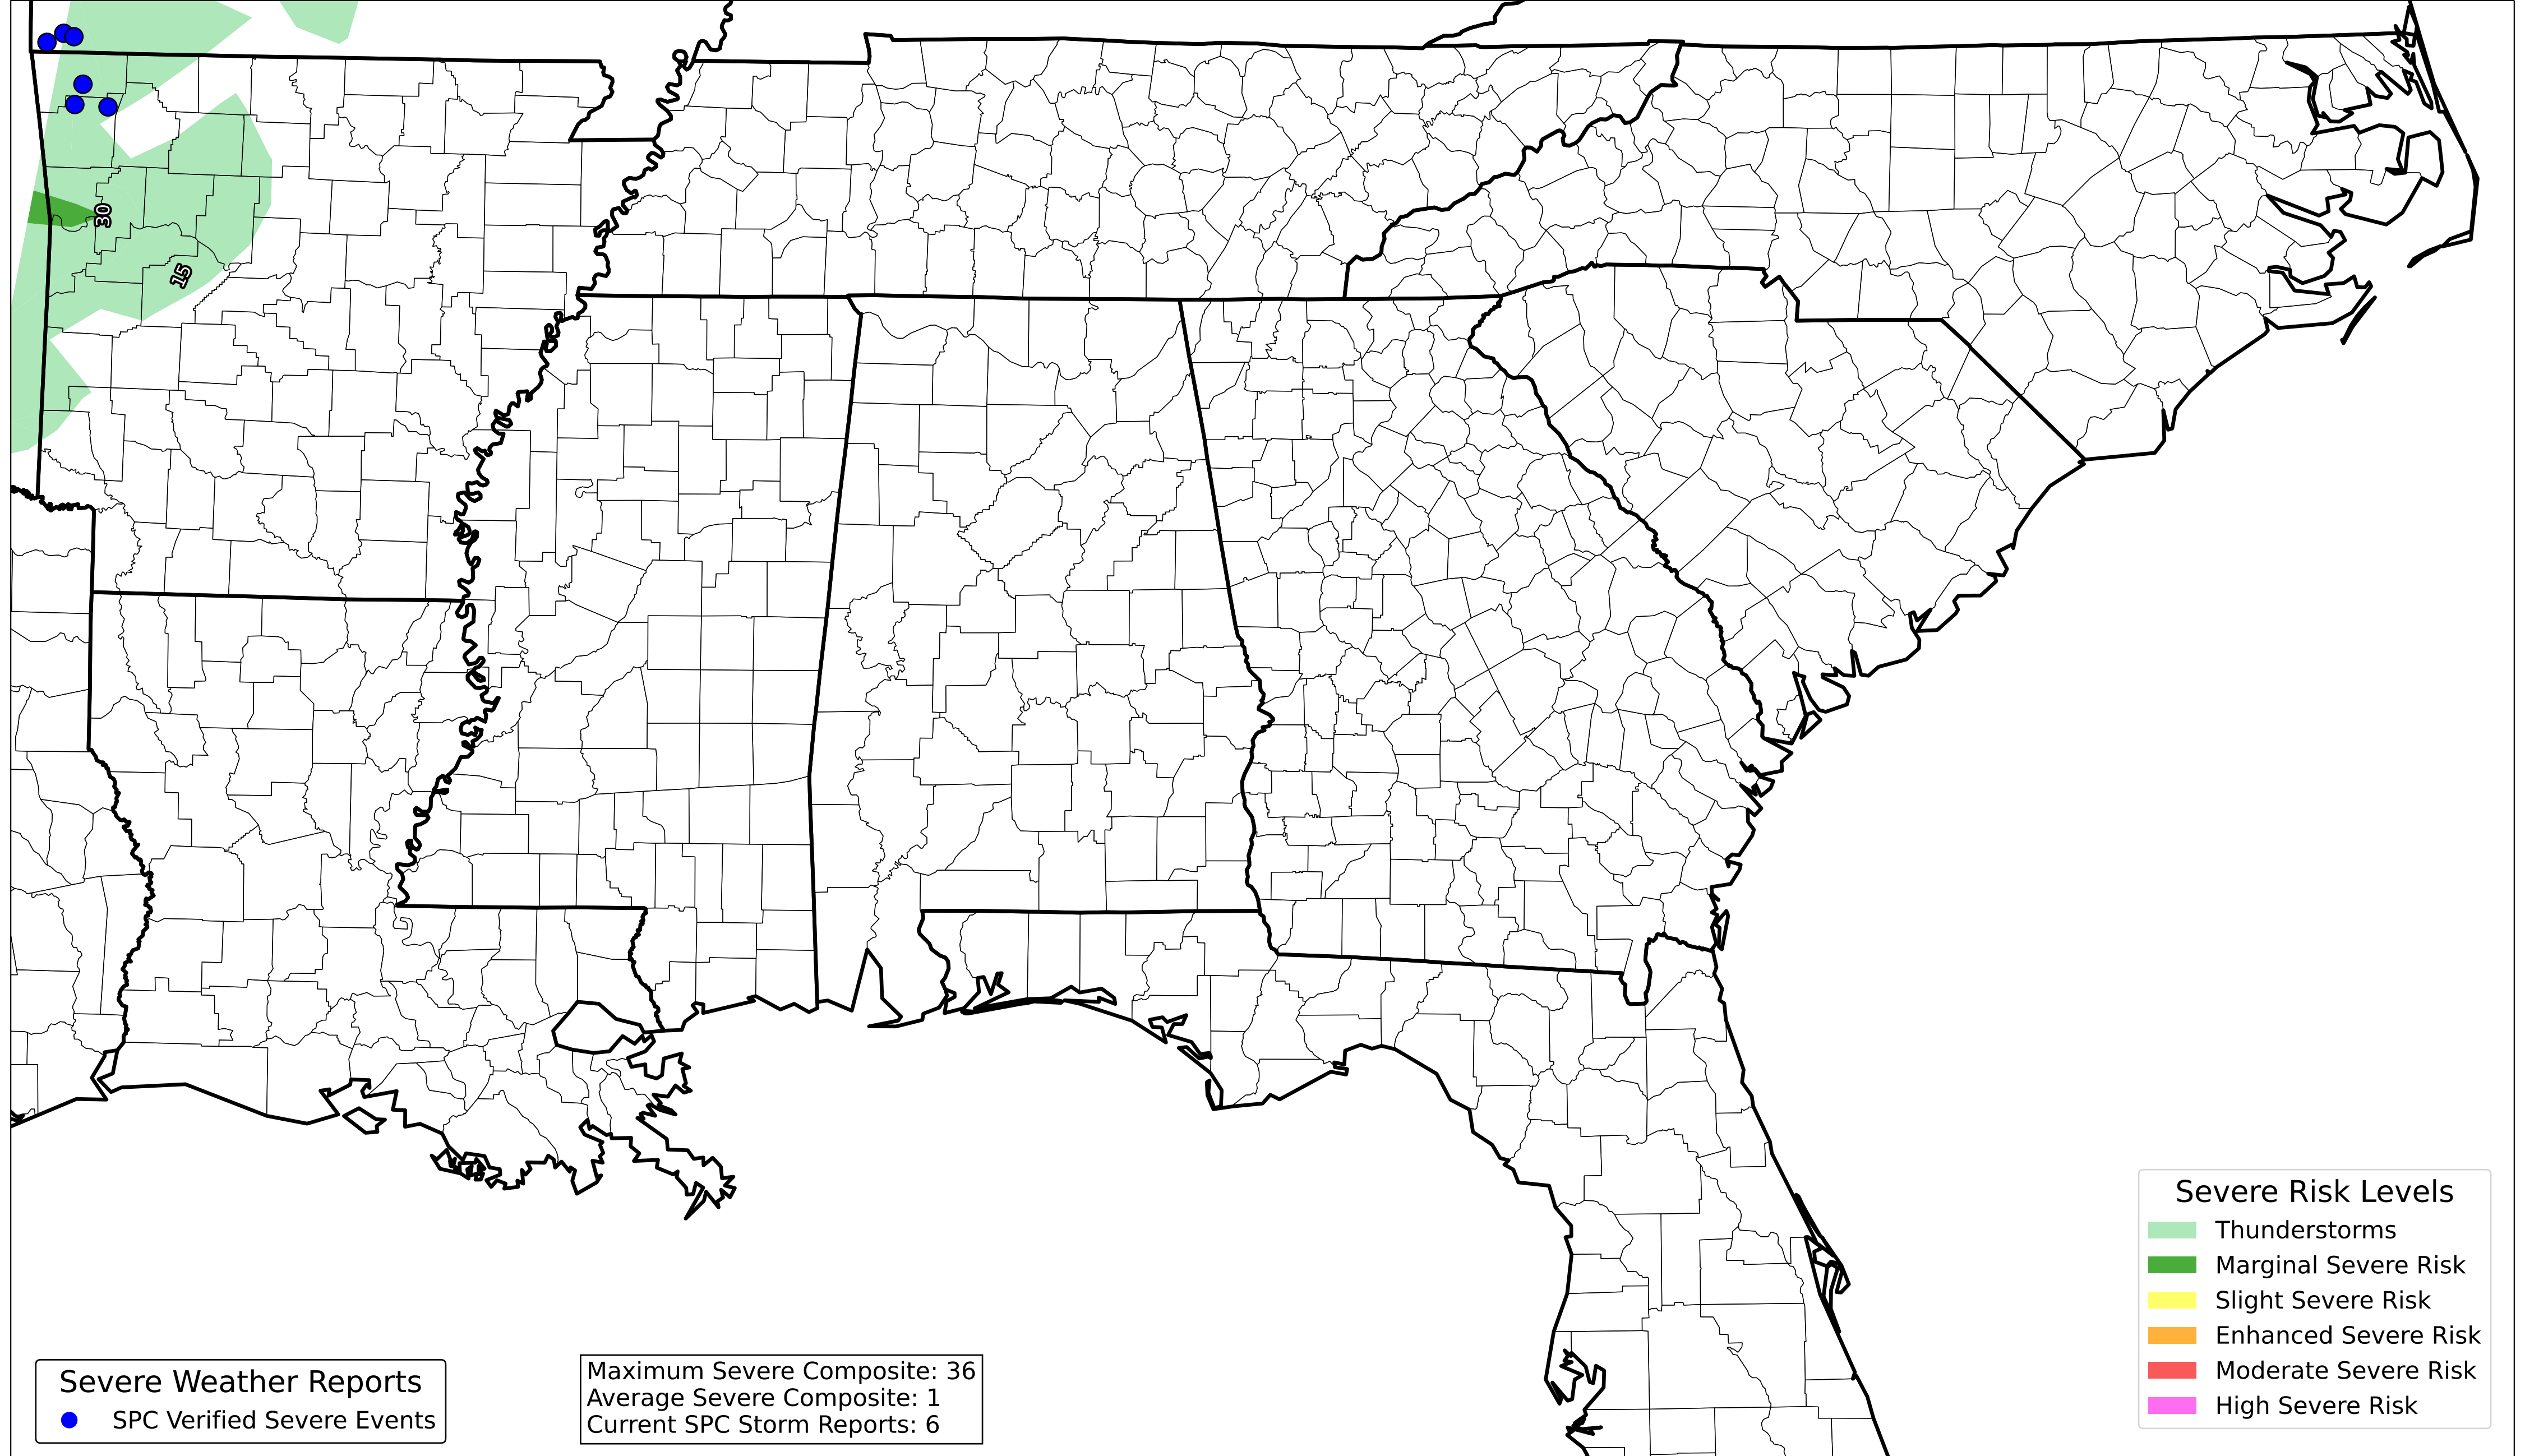 30
15
Severe Risk Levels
Thunderstorms
Marginal Severe Risk
Slight Severe Risk
Enhanced Severe Risk
Moderate Severe Risk
High Severe Risk
Severe Weather Reports
SPC Verified Severe Events
Maximum Severe Composite: 36
Average Severe Composite: 1
Current SPC Storm Reports: 6